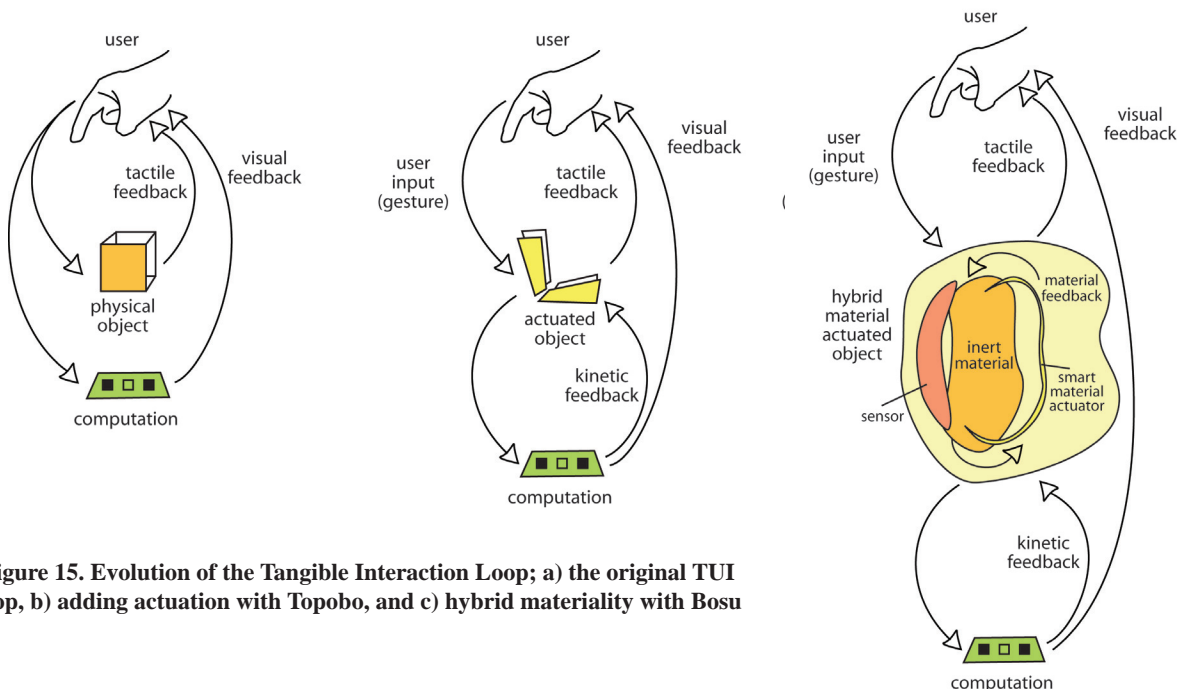 user
tactile
feedback
visual
feedback
physical
object
computation
user
user
input
(gesture)
tactile
feedback
visual
feedback
actuated
object
kinetic
feedback
computation
user
user
input
(gesture)
tactile
feedback
visual
feedback
(
hybrid
material
actuated
object
material
feedback
inert
material
smart
material
actuator
sensor
kinetic
feedback
computation
igure 15. Evolution of the Tangible Interaction Loop; a) the original TUI
op, b) adding actuation with Topobo, and c) hybrid materiality with Bosu